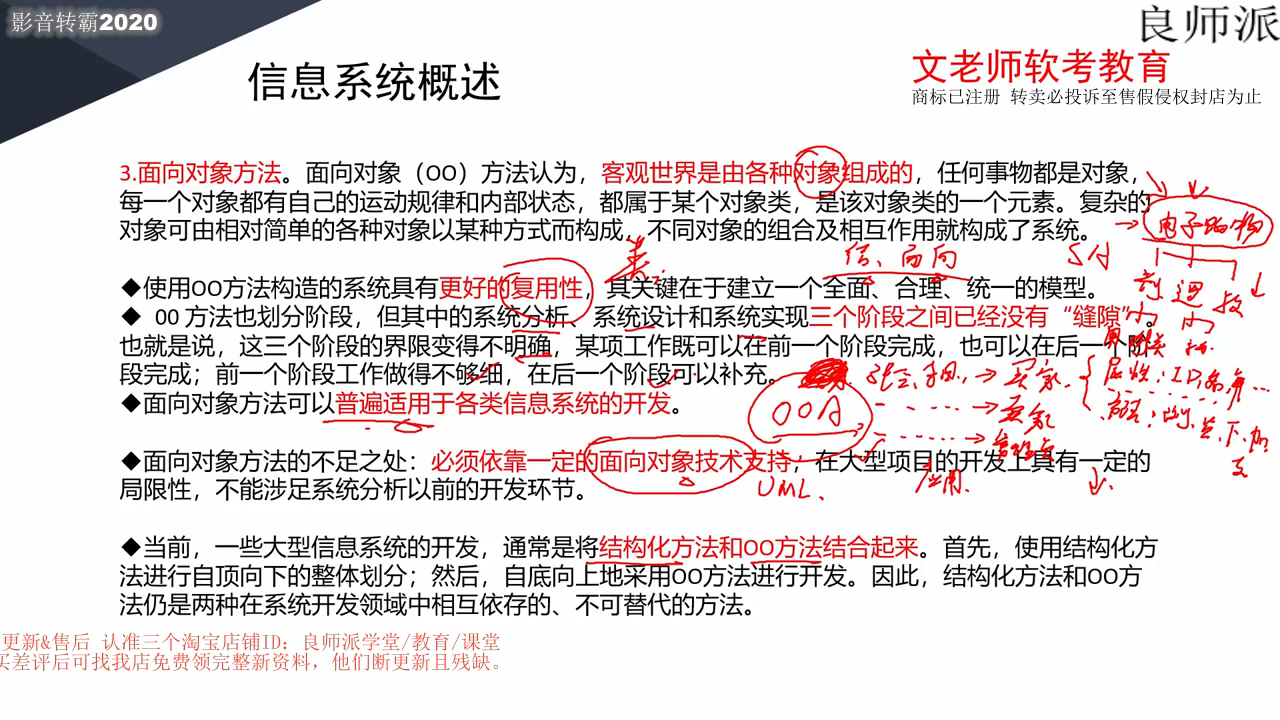 影音转霸2020
良师派
信息系统概述
文老师软考教育
商标已注册 转卖必投诉至售假侵权封店为止
3.面向对象方法。面向对象（OO）方法认为，客观世界是由各种对象组成的，任何事物都是对象，
每一个对象都有自己的运动规律和内部状态，都属于某个对象类，是该对象类的一个元素。复杂的
对象可由相对简单的各种对象以某种方式而构成，不同对象的组合及相互作用就构成了系统。
电子购物
类
结、面向
SA
◆使用OO方法构造的系统具有更好的复用性，其关键在于建立一个全面、合理、统一的模型。
◆ OO 方法也划分阶段，但其中的系统分析、系统设计和系统实现三个阶段之间已经没有“缝隙”。
也就是说，这三个阶段的界限变得不明确，某项工作既可以在前一个阶段完成，也可以在后一个阶
段完成；前一个阶段工作做得不够细，在后一个阶段可以补充。
◆面向对象方法可以普遍适用于各类信息系统的开发。
OOA
买家
属性：ID
◆面向对象方法的不足之处：必须依靠一定的面向对象技术支持，在大型项目的开发上具有一定的
局限性，不能涉足系统分析以前的开发环节。
UML
应用
◆当前，一些大型信息系统的开发，通常是将结构化方法和OO方法结合起来。首先，使用结构化方
法进行自顶向下的整体划分；然后，自底向上地采用OO方法进行开发。因此，结构化方法和OO方
法仍是两种在系统开发领域中相互依存的、不可替代的方法。
更新&售后 认准三个淘宝店铺ID：良师派学堂/教育/课堂
买差评后可找我店免费领完整新资料，他们断更新且残缺。